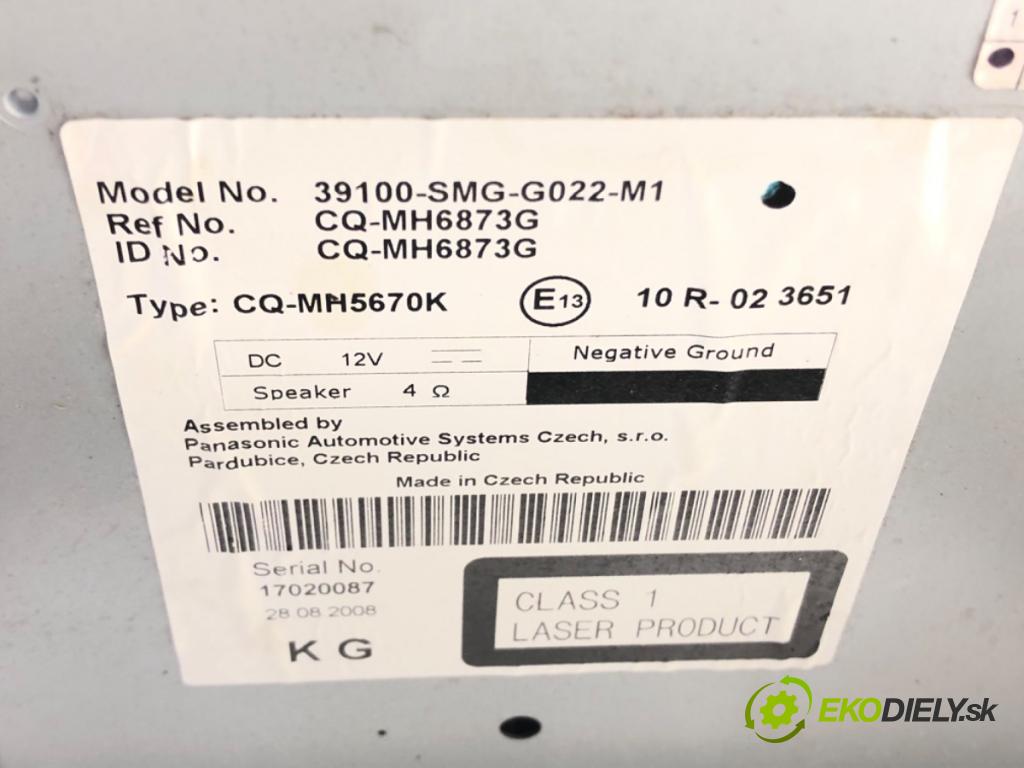 1
Model No. 39100-SMG-G022-M1
Ref No. CQ-MH6873G
ID No. CQ-MH6873G
Type: CQ-MH5670K E13 10 R- 02 3651
DC 12V Negative Ground
Speaker 4 Ω
Assembled by
Panasonic Automotive Systems Czech, s.r.o.
Pardubice, Czech Republic
Made in Czech Republic
Serial No.
17020087
28.08.2008
KG
CLASS 1
LASER PRODUCT
EKODIELY.sk